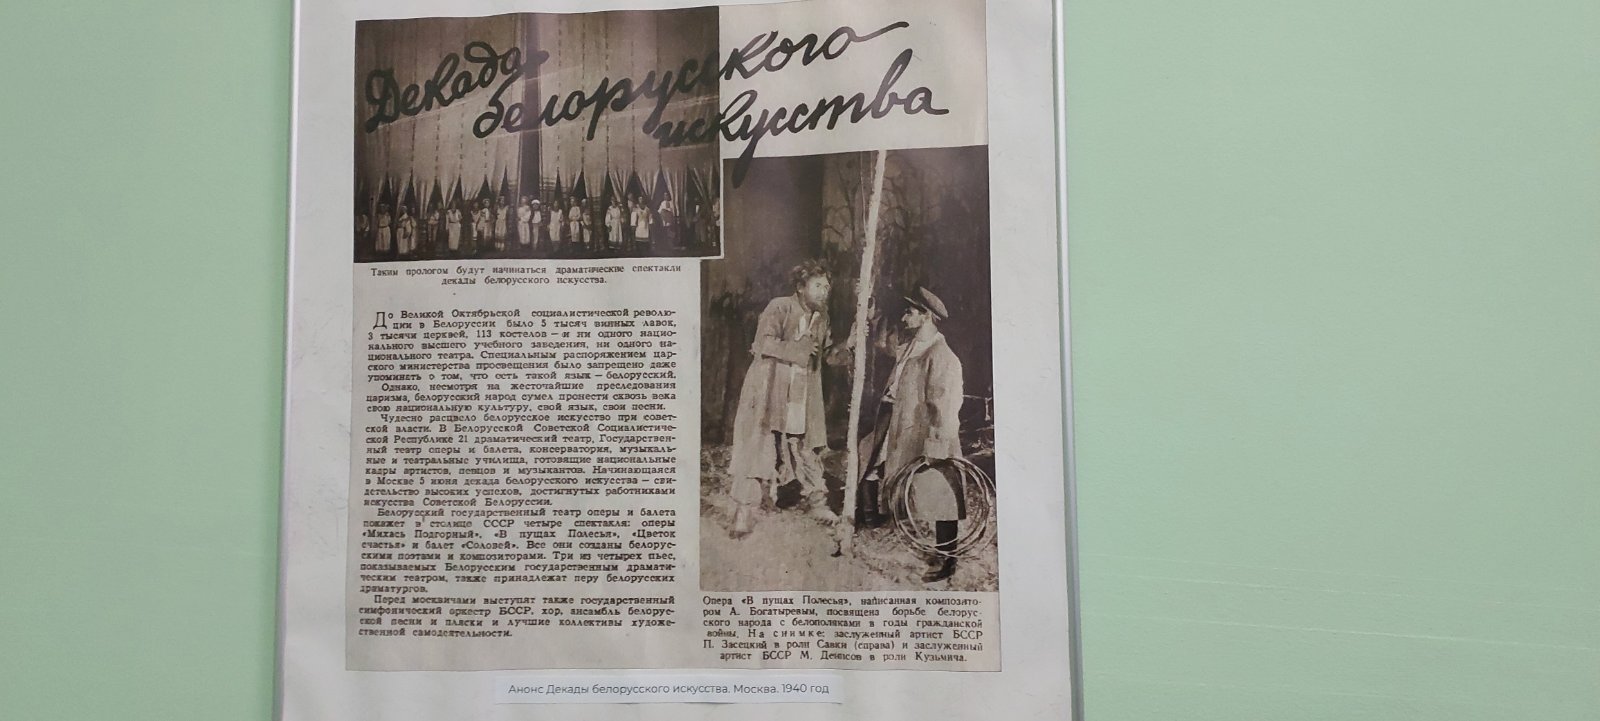 Декада
белорусского
искусства
Таким прологом будут начинаться драматические спектакли
декады белорусского искусства.
До Великой Октябрьской социалистической револю-
ции в Белоруссии было 5 тысяч винных лавок,
3 тысячи церквей, 113 костелов — и ни одного нацио-
нального высшего учебного заведения, ни одного на-
ционального театра. Специальным распоряжением цар-
ского министерства просвещения было запрещено даже
упоминать о том, что есть такой язык — белорусский.
Однако, несмотря на жесточайшие преследования
царизма, белорусский народ сумел пронести сквозь века
свою национальную культуру, свой язык, свои песни.
Чудесно расцвело белорусское искусство при совет-
ской власти. В Белорусской Советской Социалистиче-
ской Республике 21 драматический театр, Государствен-
ный театр оперы и балета, консерватория, музыкаль-
ные и театральные училища, готовящие национальные
кадры артистов, певцов и музыкантов. Начинающаяся
в Москве 5 июня декада белорусского искусства — сви-
детельство высоких успехов, достигнутых работниками
искусства Советской Белоруссии.
Белорусский государственный театр оперы и балета
покажет в столице СССР четыре спектакля: оперы
«Михась Подгорный», «В пущах Полесья», «Цветок
счастья» и балет «Соловей». Все они созданы белорус-
скими поэтами и композиторами. Три из четырех пьес,
показываемых Белорусским государственным драмати-
ческим театром, также принадлежат перу белорусских
драматургов.
Перед москвичами выступят также государственный
симфонический оркестр БССР, хор, ансамбль белорус-
ской песни и пляски и лучшие коллективы художе-
ственной самодеятельности.
Опера «В пущах Полесья», написанная композито-
ром А. Богатыревым, посвящена борьбе белорус-
ского народа с белополяками в годы гражданской
войны. На снимке: заслуженный артист БССР
П. Засецкий в роли Савки (справа) и заслуженный
артист БССР М. Денисов в роли Кузьмича.
Анонс Декады белорусского искусства. Москва. 1940 год